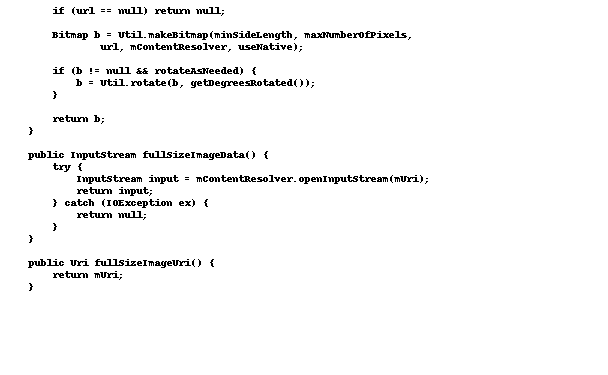 if (url == null) return null;

        Bitmap b = Util.makeBitmap(minSideLength, maxNumberOfPixels,
                url, mContentResolver, useNative);

        if (b != null && rotateAsNeeded) {
            b = Util.rotate(b, getDegreesRotated());
        }

        return b;
    }

    public InputStream fullSizeImageData() {
        try {
            InputStream input = mContentResolver.openInputStream(mUri);
            return input;
        } catch (IOException ex) {
            return null;
        }
    }

    public Uri fullSizeImageUri() {
        return mUri;
    }